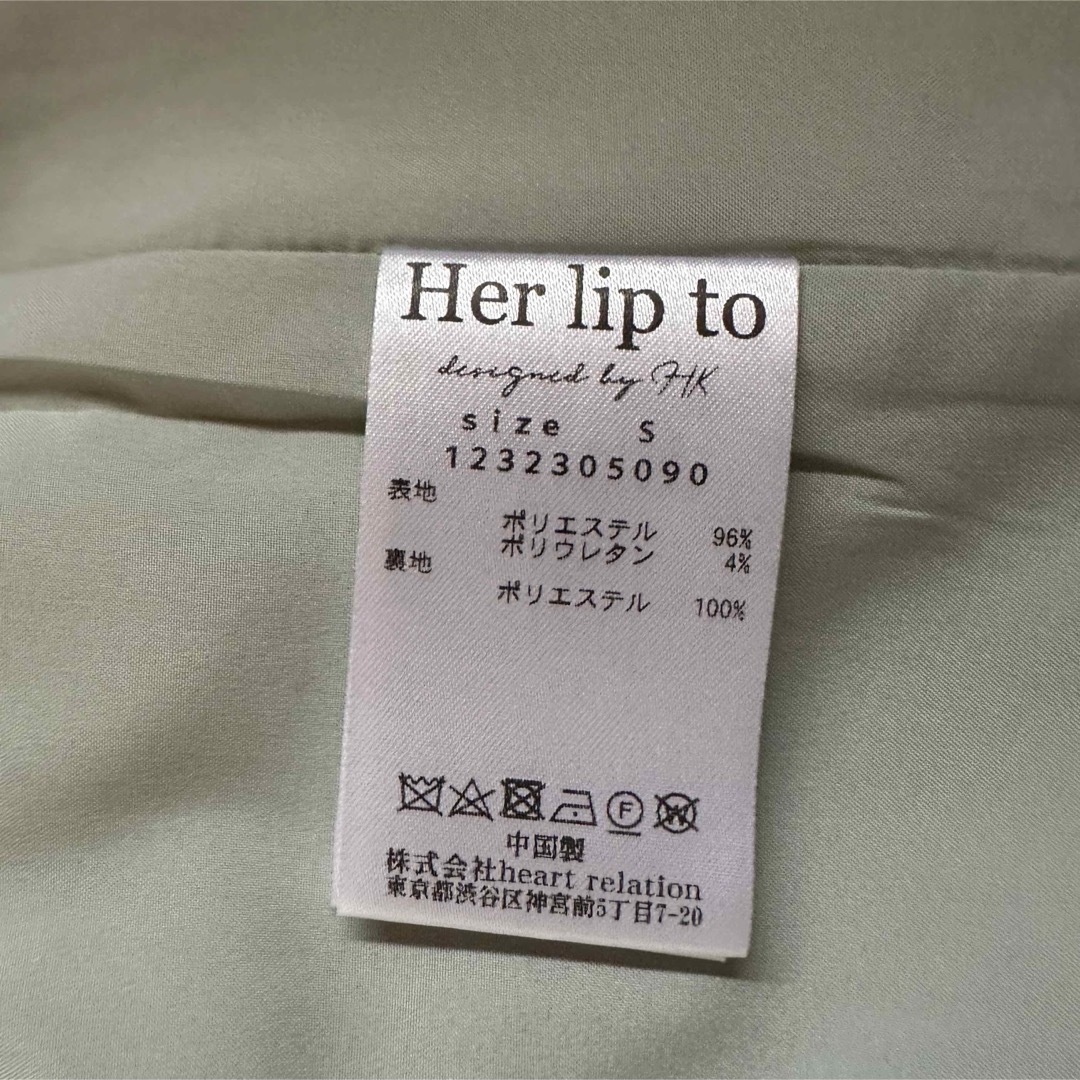 Her lip to
designed by HK
size S
1232305090
表地
ポリエステル 96%
ポリウレタン 4%
裏地
ポリエステル 100%
F W
中国製
株式会社heart relation
東京都渋谷区神宮前5丁目7-20